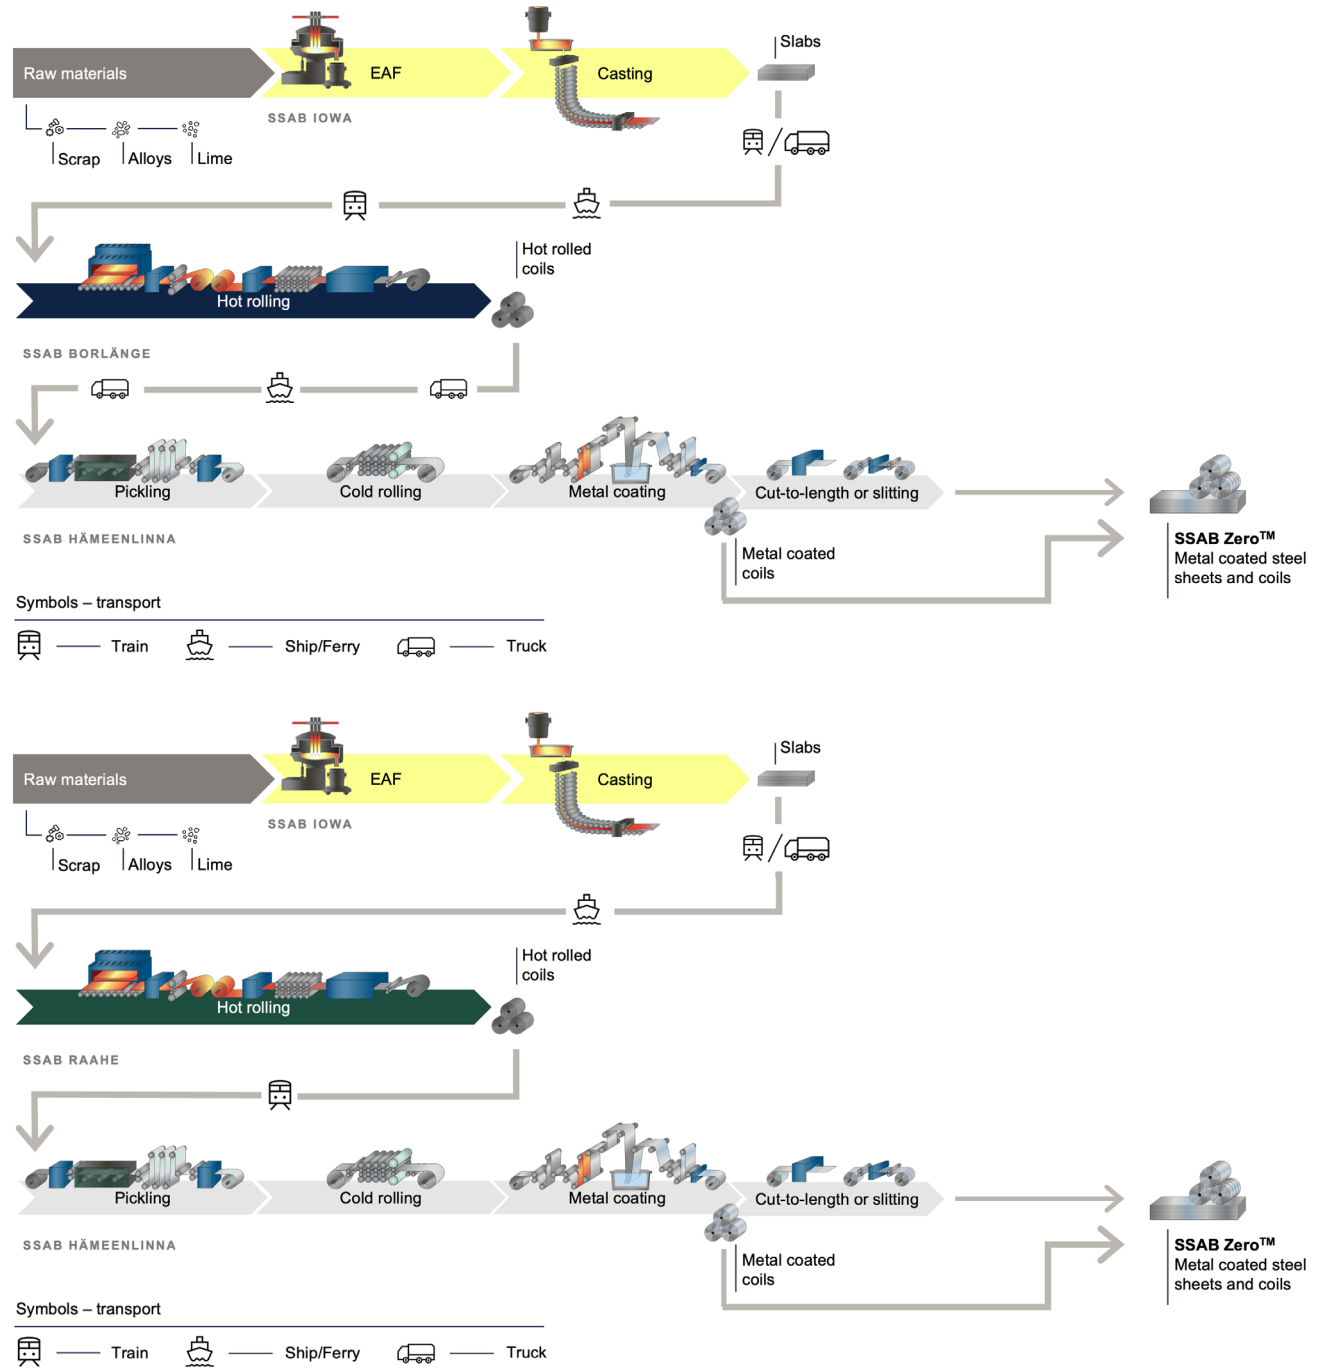 Slabs
Raw materials
EAF
Casting
SSAB IOWA
Scrap
Alloys
Lime
Hot rolled
coils
Hot rolling
SSAB BORLÄNGE
Pickling
Cold rolling
Metal coating
Cut-to-length or slitting
SSAB HÄMEENLINNA
Metal coated
coils
SSAB Zero™
Metal coated steel
sheets and coils
Symbols – transport
Train
Ship/Ferry
Truck
Slabs
Raw materials
EAF
Casting
SSAB IOWA
Scrap
Alloys
Lime
Hot rolled
coils
Hot rolling
SSAB RAAHE
Pickling
Cold rolling
Metal coating
Cut-to-length or slitting
SSAB HÄMEENLINNA
Metal coated
coils
SSAB Zero™
Metal coated steel
sheets and coils
Symbols – transport
Train
Ship/Ferry
Truck